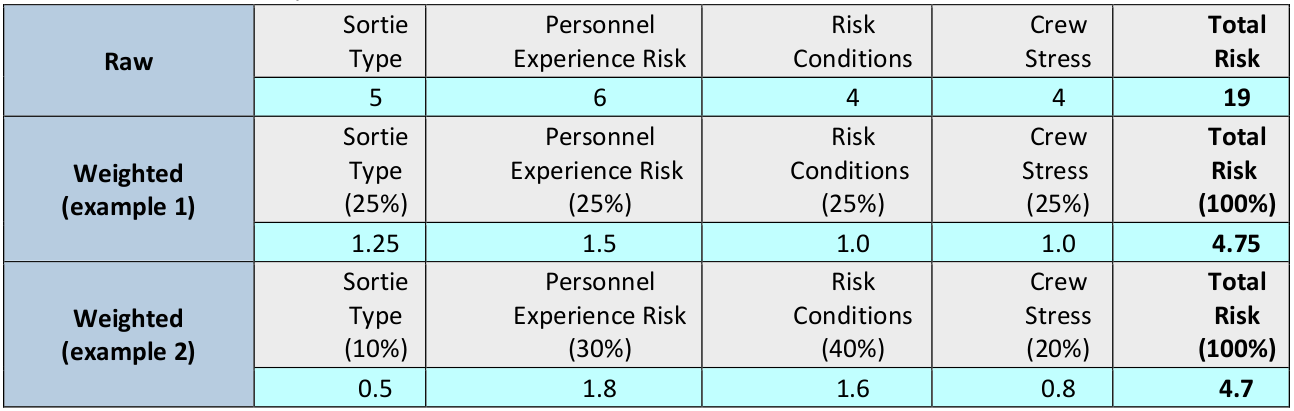 Raw
Sortie Type
Personnel Experience Risk
Risk Conditions
Crew Stress
Total Risk
5
6
4
4
19
Weighted
(example 1)
Sortie Type (25%)
Personnel Experience Risk (25%)
Risk Conditions (25%)
Crew Stress (25%)
Total Risk (100%)
1.25
1.5
1.0
1.0
4.75
Weighted
(example 2)
Sortie Type (10%)
Personnel Experience Risk (30%)
Risk Conditions (40%)
Crew Stress (20%)
Total Risk (100%)
0.5
1.8
1.6
0.8
4.7